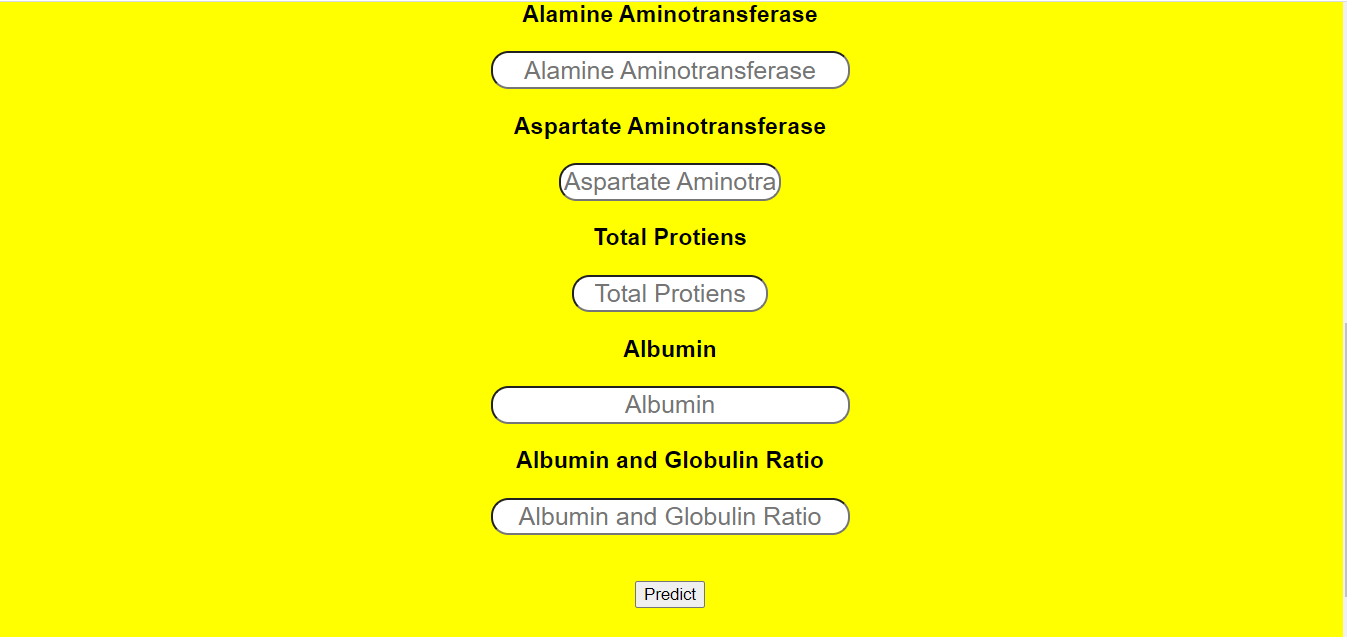 Alamine Aminotransferase
Alamine Aminotransferase
Aspartate Aminotransferase
Aspartate Aminotra
Total Protiens
Total Protiens
Albumin
Albumin
Albumin and Globulin Ratio
Albumin and Globulin Ratio
Predict